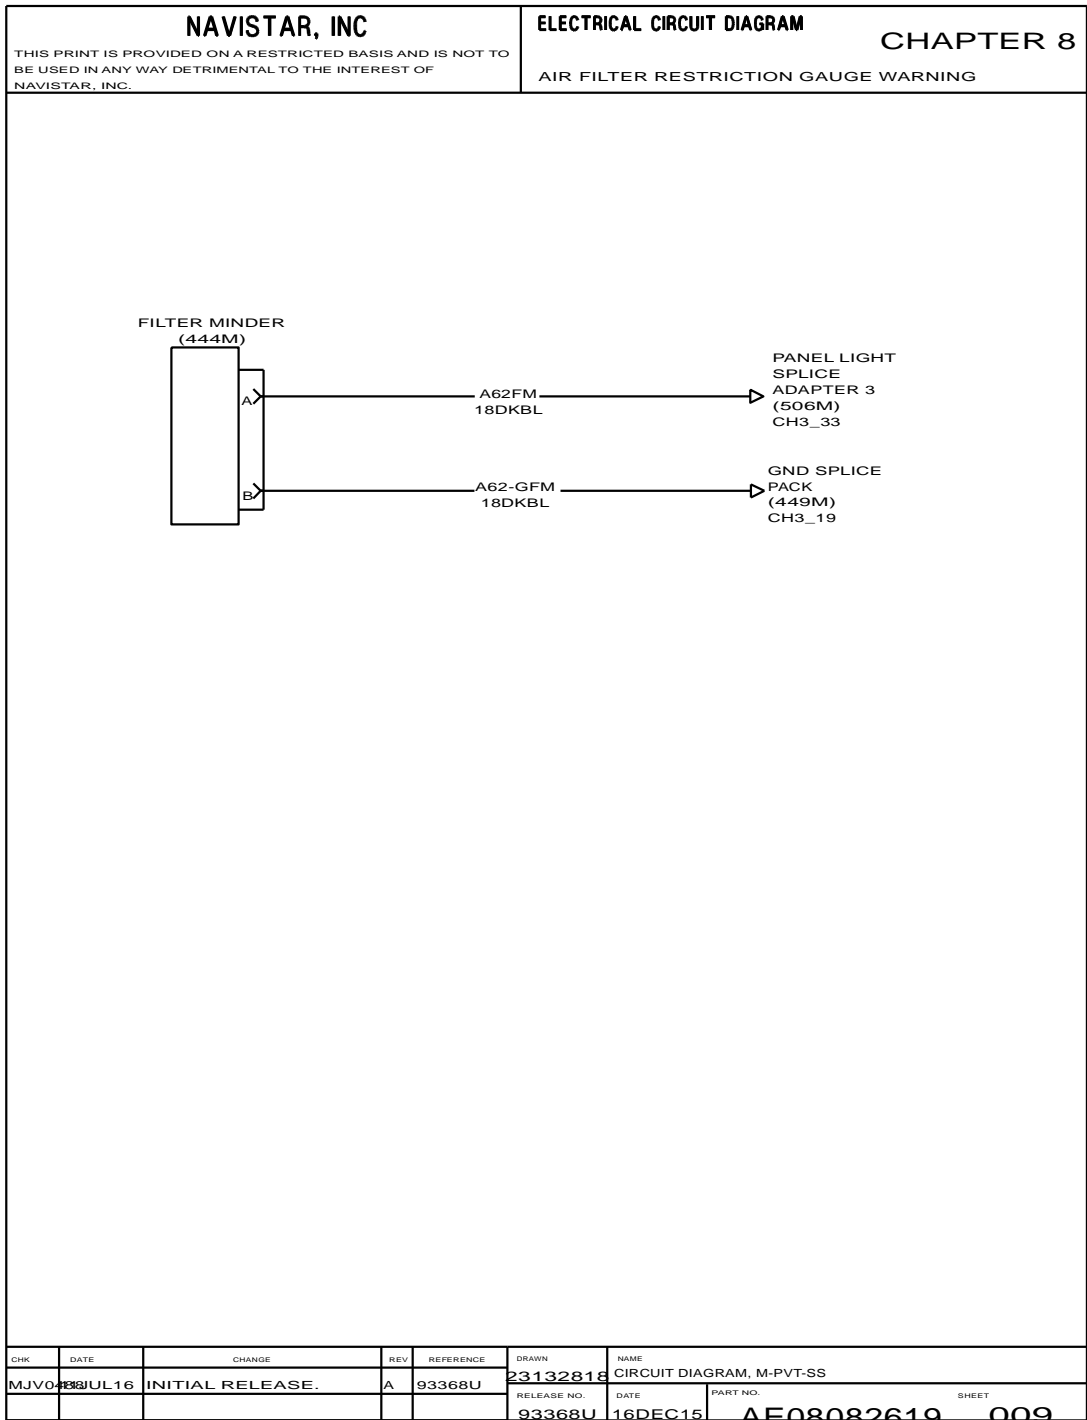 NAVISTAR, INC
THIS PRINT IS PROVIDED ON A RESTRICTED BASIS AND IS NOT TO
BE USED IN ANY WAY DETRIMENTAL TO THE INTEREST OF
NAVISTAR, INC.
ELECTRICAL CIRCUIT DIAGRAM
CHAPTER 8
AIR FILTER RESTRICTION GAUGE WARNING
FILTER MINDER
(444M)
A
A62FM
18DKBL
PANEL LIGHT
SPLICE
ADAPTER 3
(506M)
CH3_33
B
A62-GFM
18DKBL
GND SPLICE
PACK
(449M)
CH3_19
CHK
DATE
CHANGE
REV
REFERENCE
INITIAL RELEASE.
A
93368U
DRAWN
23132818
NAME
CIRCUIT DIAGRAM, M-PVT-SS
RELEASE NO.
93368U
DATE
16DEC15
PART NO.
AE08082619
SHEET
009